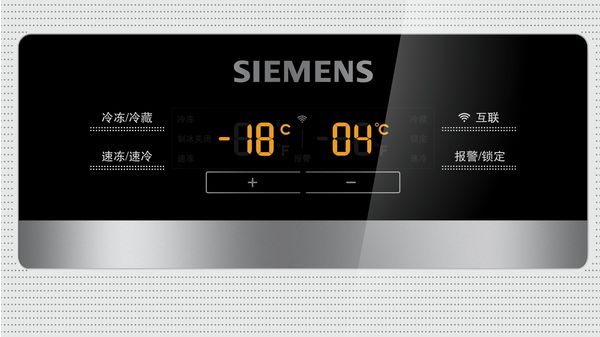 SIEMENS
冷冻/冷藏
速冻/速冷
冷冻
制冰关闭
速冻
-18°C
F
报警
04°C
F
冷藏
锁定
速冷
互联
报警/锁定
+
−